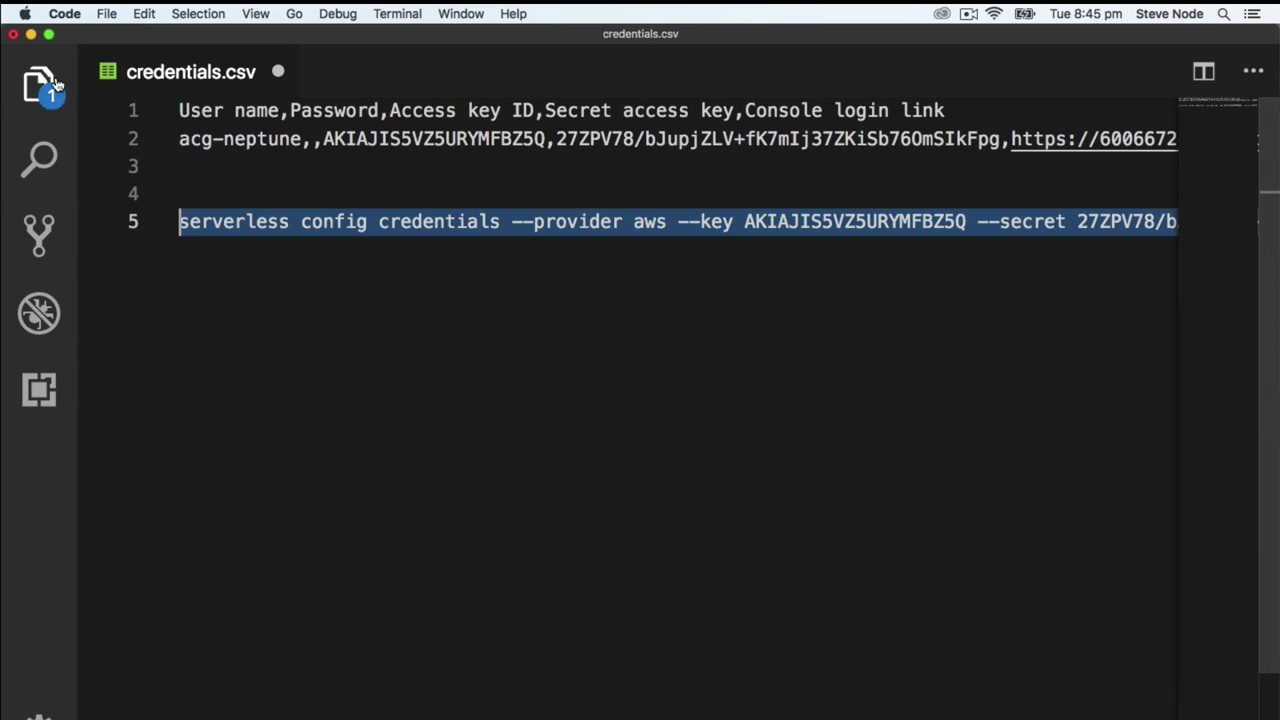 Code File Edit Selection View Go Debug Terminal Window Help Tue 8:45 pm Steve Node
credentials.csv
credentials.csv
1
1 User name,Password,Access key ID,Secret access key,Console login link
2 acg-neptune,,AKIAJIS5VZ5URYMFBZ5Q,27ZPV78/bJupjZLV+fK7mIj37ZKiSb76OmSIkFpg,https://6006672
3
4
5 serverless config credentials --provider aws --key AKIAJIS5VZ5URYMFBZ5Q --secret 27ZPV78/b